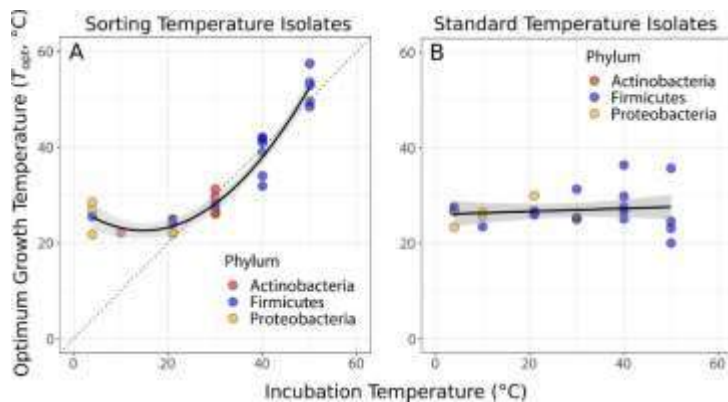 Sorting Temperature Isolates
Standard Temperature Isolates
Optimum Growth Temperature (Topt, °C)
A
60
40
20
0
0
20
40
60
Phylum
Actinobacteria
Firmicutes
Proteobacteria
B
60
40
20
0
0
20
40
60
Phylum
Actinobacteria
Firmicutes
Proteobacteria
Incubation Temperature (°C)